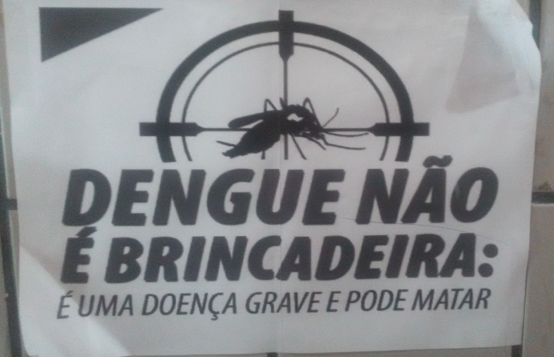 DENGUE NÃO
É BRINCADEIRA:
É UMA DOENÇA GRAVE E PODE MATAR